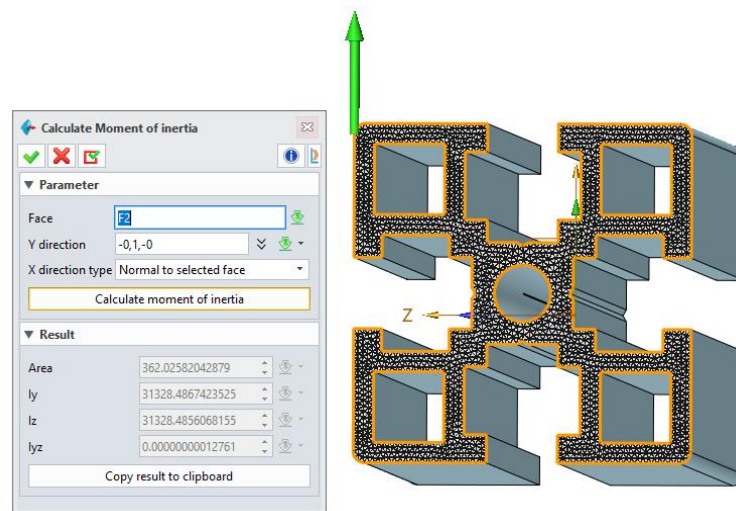 Calculate Moment of inertia
Parameter
Face F2
Y direction -0,1,-0
X direction type Normal to selected face
Calculate moment of inertia
Result
Area 362.02582042879
Iy 31328.4867423525
Iz 31328.4856068155
Iyz 0.00000000012761
Copy result to clipboard
Z